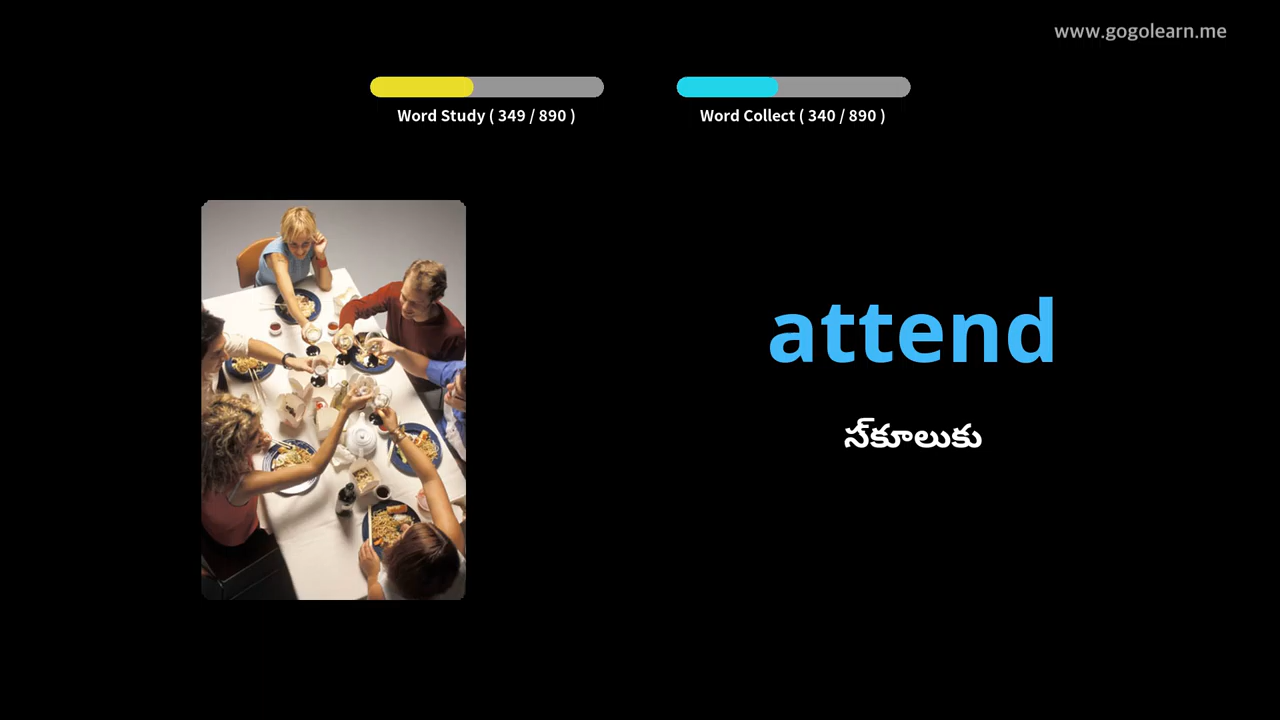 www.gogolearn.me
Word Study ( 349 / 890 )
Word Collect ( 340 / 890 )
attend
స్‌కూలుకు